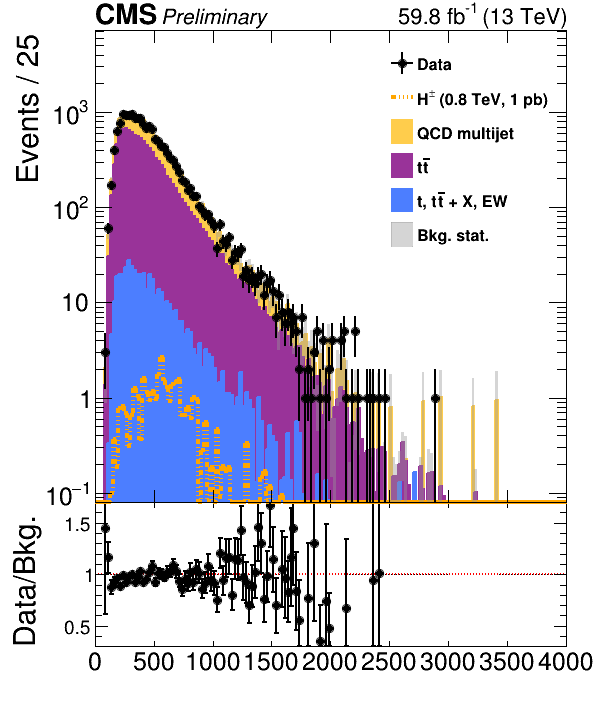 CMS Preliminary 59.8 fb⁻¹ (13 TeV)
Events / 25
10³
10²
10
1
10⁻¹
Data
H± (0.8 TeV, 1 pb)
QCD multijet
tt̅
t, tt̅ + X, EW
Bkg. stat.
Data/Bkg.
1.5
1
0.5
0 500 1000 1500 2000 2500 3000 3500 4000